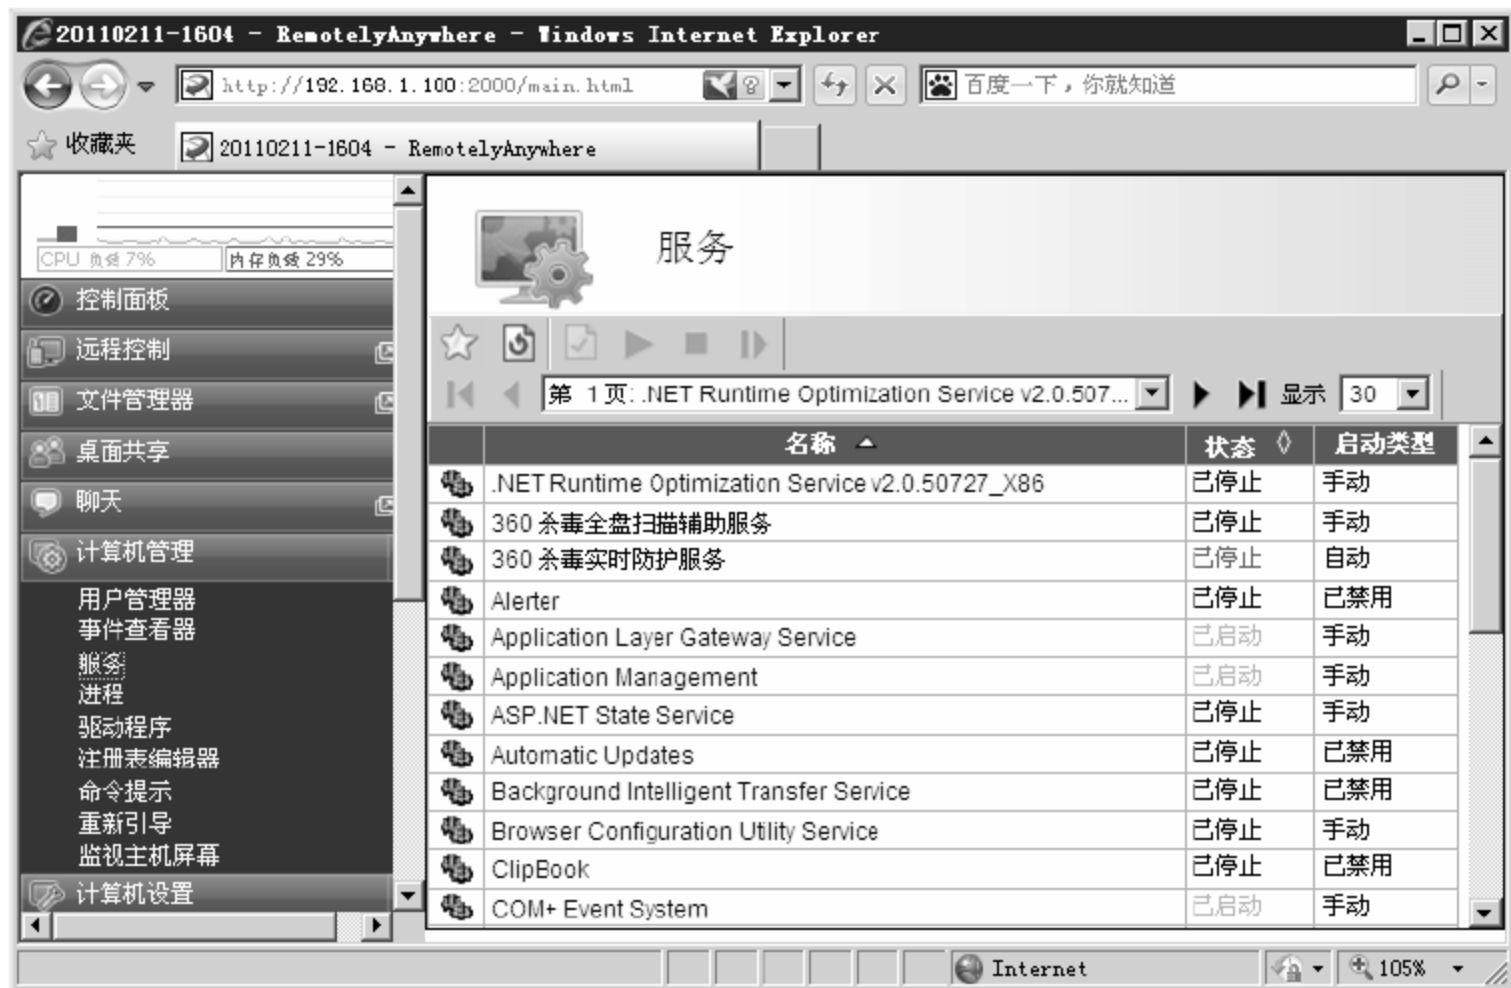 20110211-1604 - RemotelyAnywhere - Windows Internet Explorer
http://192.168.1.100:2000/main.html
百度一下，你就知道
收藏夹
20110211-1604 - RemotelyAnywhere
CPU 负载 7%
内存负载 29%
控制面板
远程控制
文件管理器
桌面共享
聊天
计算机管理
用户管理器
事件查看器
服务
进程
驱动程序
注册表编辑器
命令提示
重新引导
监视主机屏幕
计算机设置
服务
第 1 页: .NET Runtime Optimization Service v2.0.507... 显示 30
名称 状态 启动类型
.NET Runtime Optimization Service v2.0.50727_X86 已停止 手动
360 杀毒全盘扫描辅助服务 已停止 手动
360 杀毒实时防护服务 已停止 自动
Alerter 已停止 已禁用
Application Layer Gateway Service 已启动 手动
Application Management 已启动 手动
ASP.NET State Service 已停止 手动
Automatic Updates 已停止 已禁用
Background Intelligent Transfer Service 已停止 已禁用
Browser Configuration Utility Service 已停止 手动
ClipBook 已停止 已禁用
COM+ Event System 已启动 手动
Internet
105%